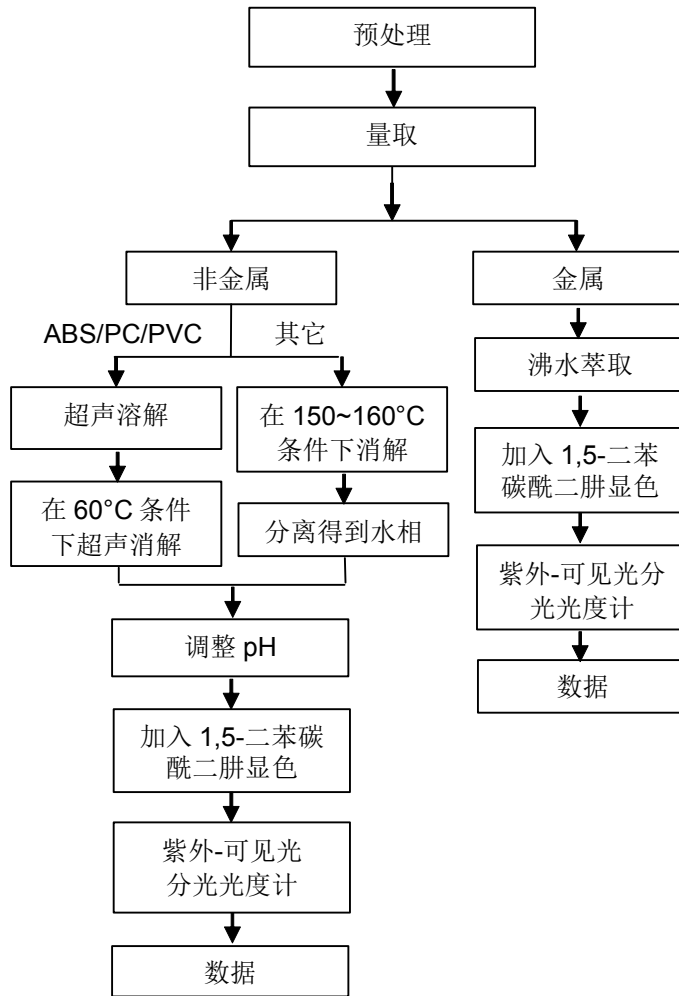 预处理
量取
非金属
金属
ABS/PC/PVC
其它
沸水萃取
超声溶解
在 150~160°C
条件下消解
加入 1,5-二苯
碳酰二肼显色
在 60°C 条件
下超声消解
分离得到水相
紫外-可见光分
光光度计
调整 pH
数据
加入 1,5-二苯碳
酰二肼显色
紫外-可见光
分光光度计
数据